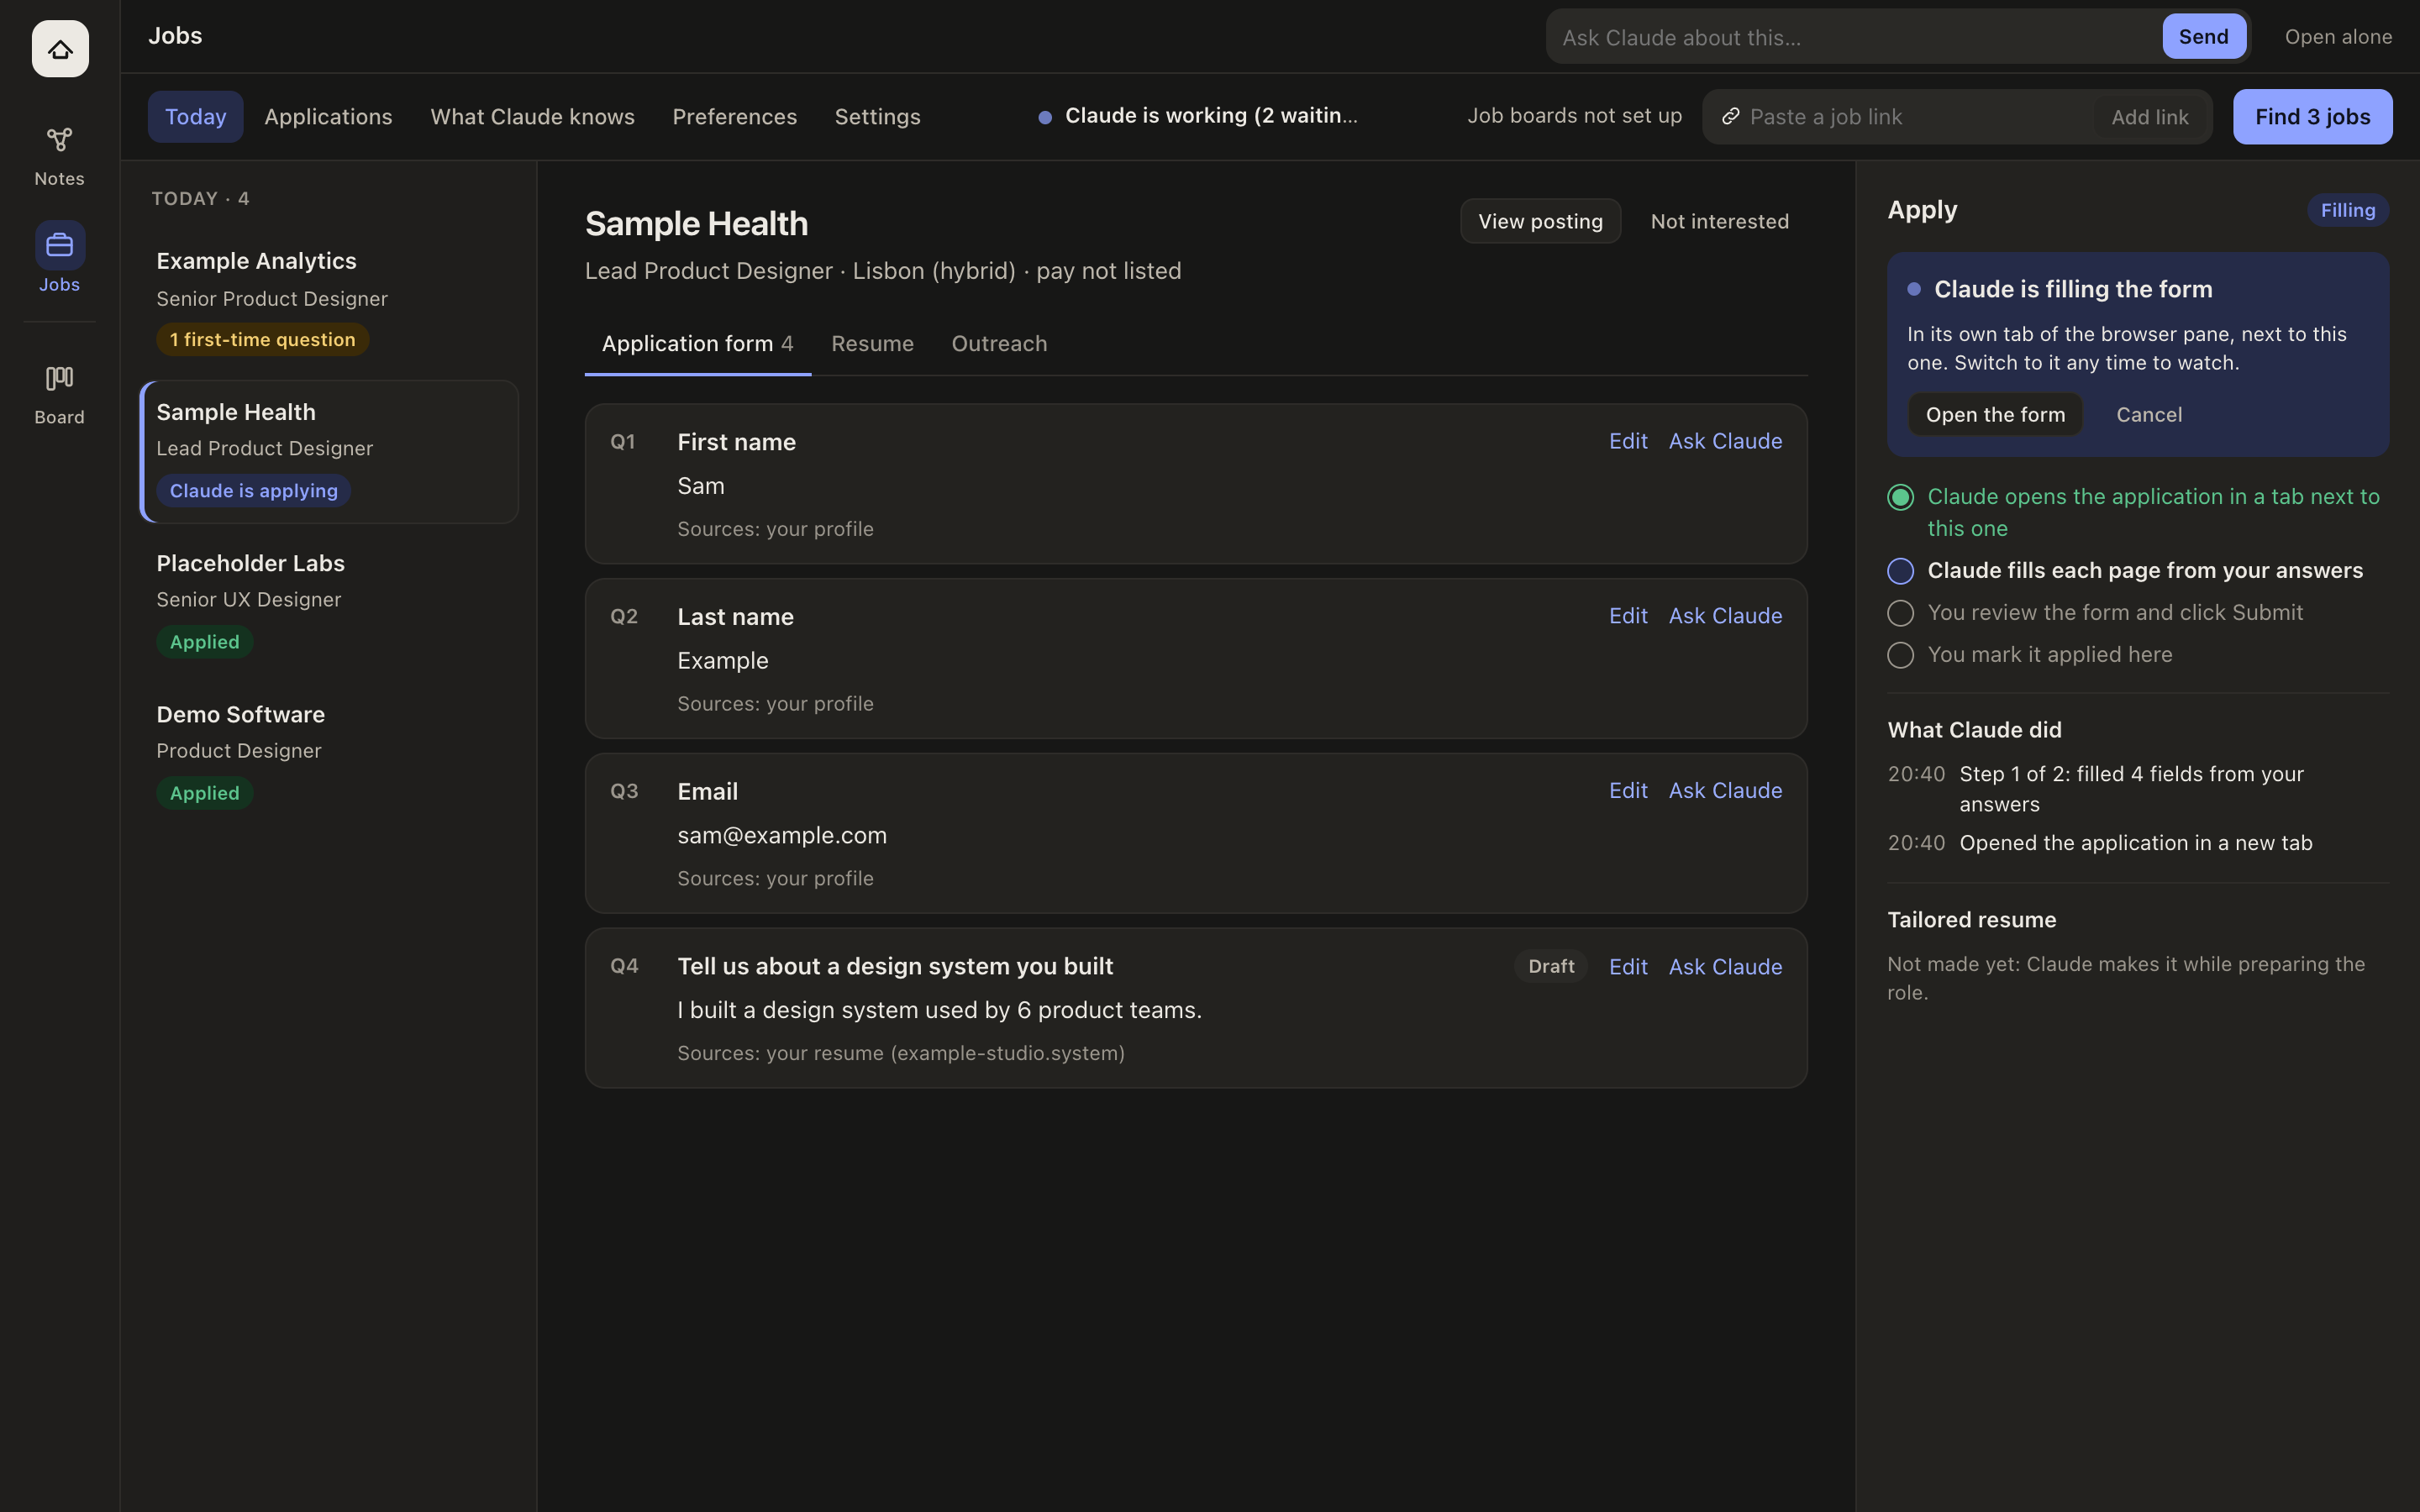 Jobs
Ask Claude about this...
Send
Open alone
Notes
Jobs
Board
Today
Applications
What Claude knows
Preferences
Settings
Claude is working (2 waitin...
Job boards not set up
Paste a job link
Add link
Find 3 jobs
TODAY · 4
Example Analytics
Senior Product Designer
1 first-time question
Sample Health
Lead Product Designer
Claude is applying
Placeholder Labs
Senior UX Designer
Applied
Demo Software
Product Designer
Applied
Sample Health
View posting
Not interested
Lead Product Designer · Lisbon (hybrid) · pay not listed
Application form 4
Resume
Outreach
Q1
First name
Edit
Ask Claude
Sam
Sources: your profile
Q2
Last name
Edit
Ask Claude
Example
Sources: your profile
Q3
Email
Edit
Ask Claude
sam@example.com
Sources: your profile
Q4
Tell us about a design system you built
Draft
Edit
Ask Claude
I built a design system used by 6 product teams.
Sources: your resume (example-studio.system)
Apply
Filling
Claude is filling the form
In its own tab of the browser pane, next to this
one. Switch to it any time to watch.
Open the form
Cancel
Claude opens the application in a tab next to
this one
Claude fills each page from your answers
You review the form and click Submit
You mark it applied here
What Claude did
20:40 Step 1 of 2: filled 4 fields from your
answers
20:40 Opened the application in a new tab
Tailored resume
Not made yet: Claude makes it while preparing the
role.